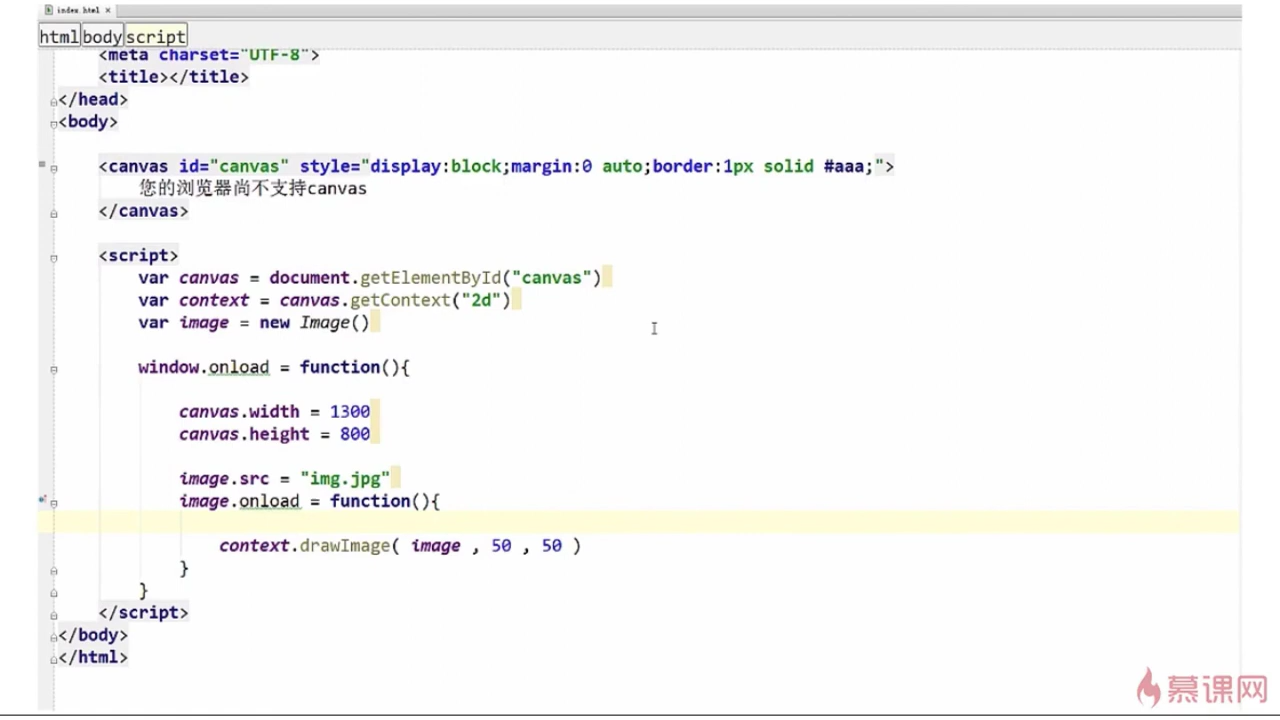 index.html ×
html body script
<meta charset="UTF-8">
<title></title>
</head>
<body>
<canvas id="canvas" style="display:block;margin:0 auto;border:1px solid #aaa;">
您的浏览器尚不支持canvas
</canvas>
<script>
var canvas = document.getElementById("canvas")
var context = canvas.getContext("2d")
var image = new Image()
window.onload = function(){
canvas.width = 1300
canvas.height = 800
image.src = "img.jpg"
image.onload = function(){
context.drawImage( image , 50 , 50 )
}
}
</script>
</body>
</html>
慕课网